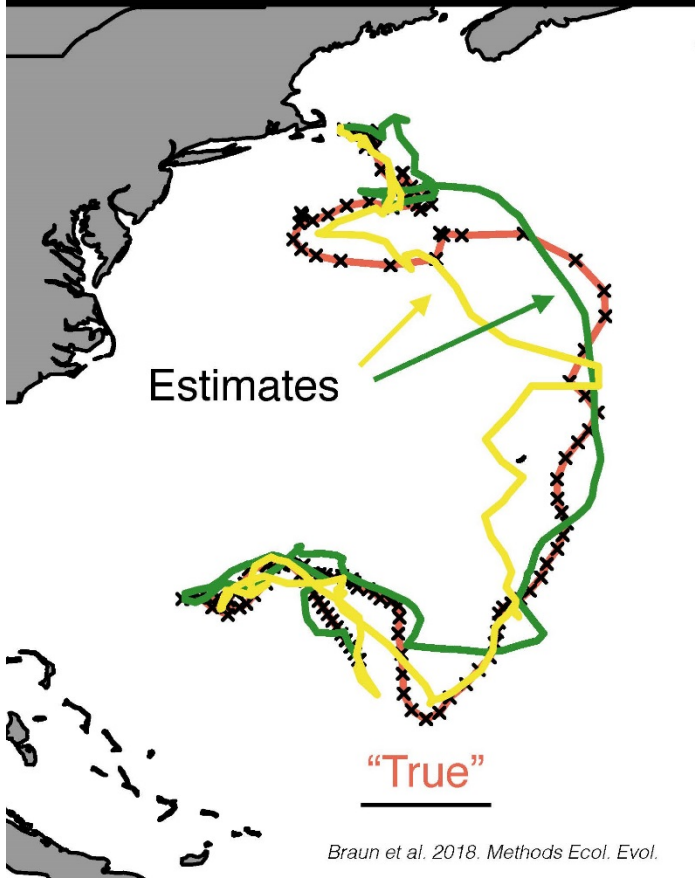 Estimates
“True”
Braun et al. 2018. Methods Ecol. Evol.